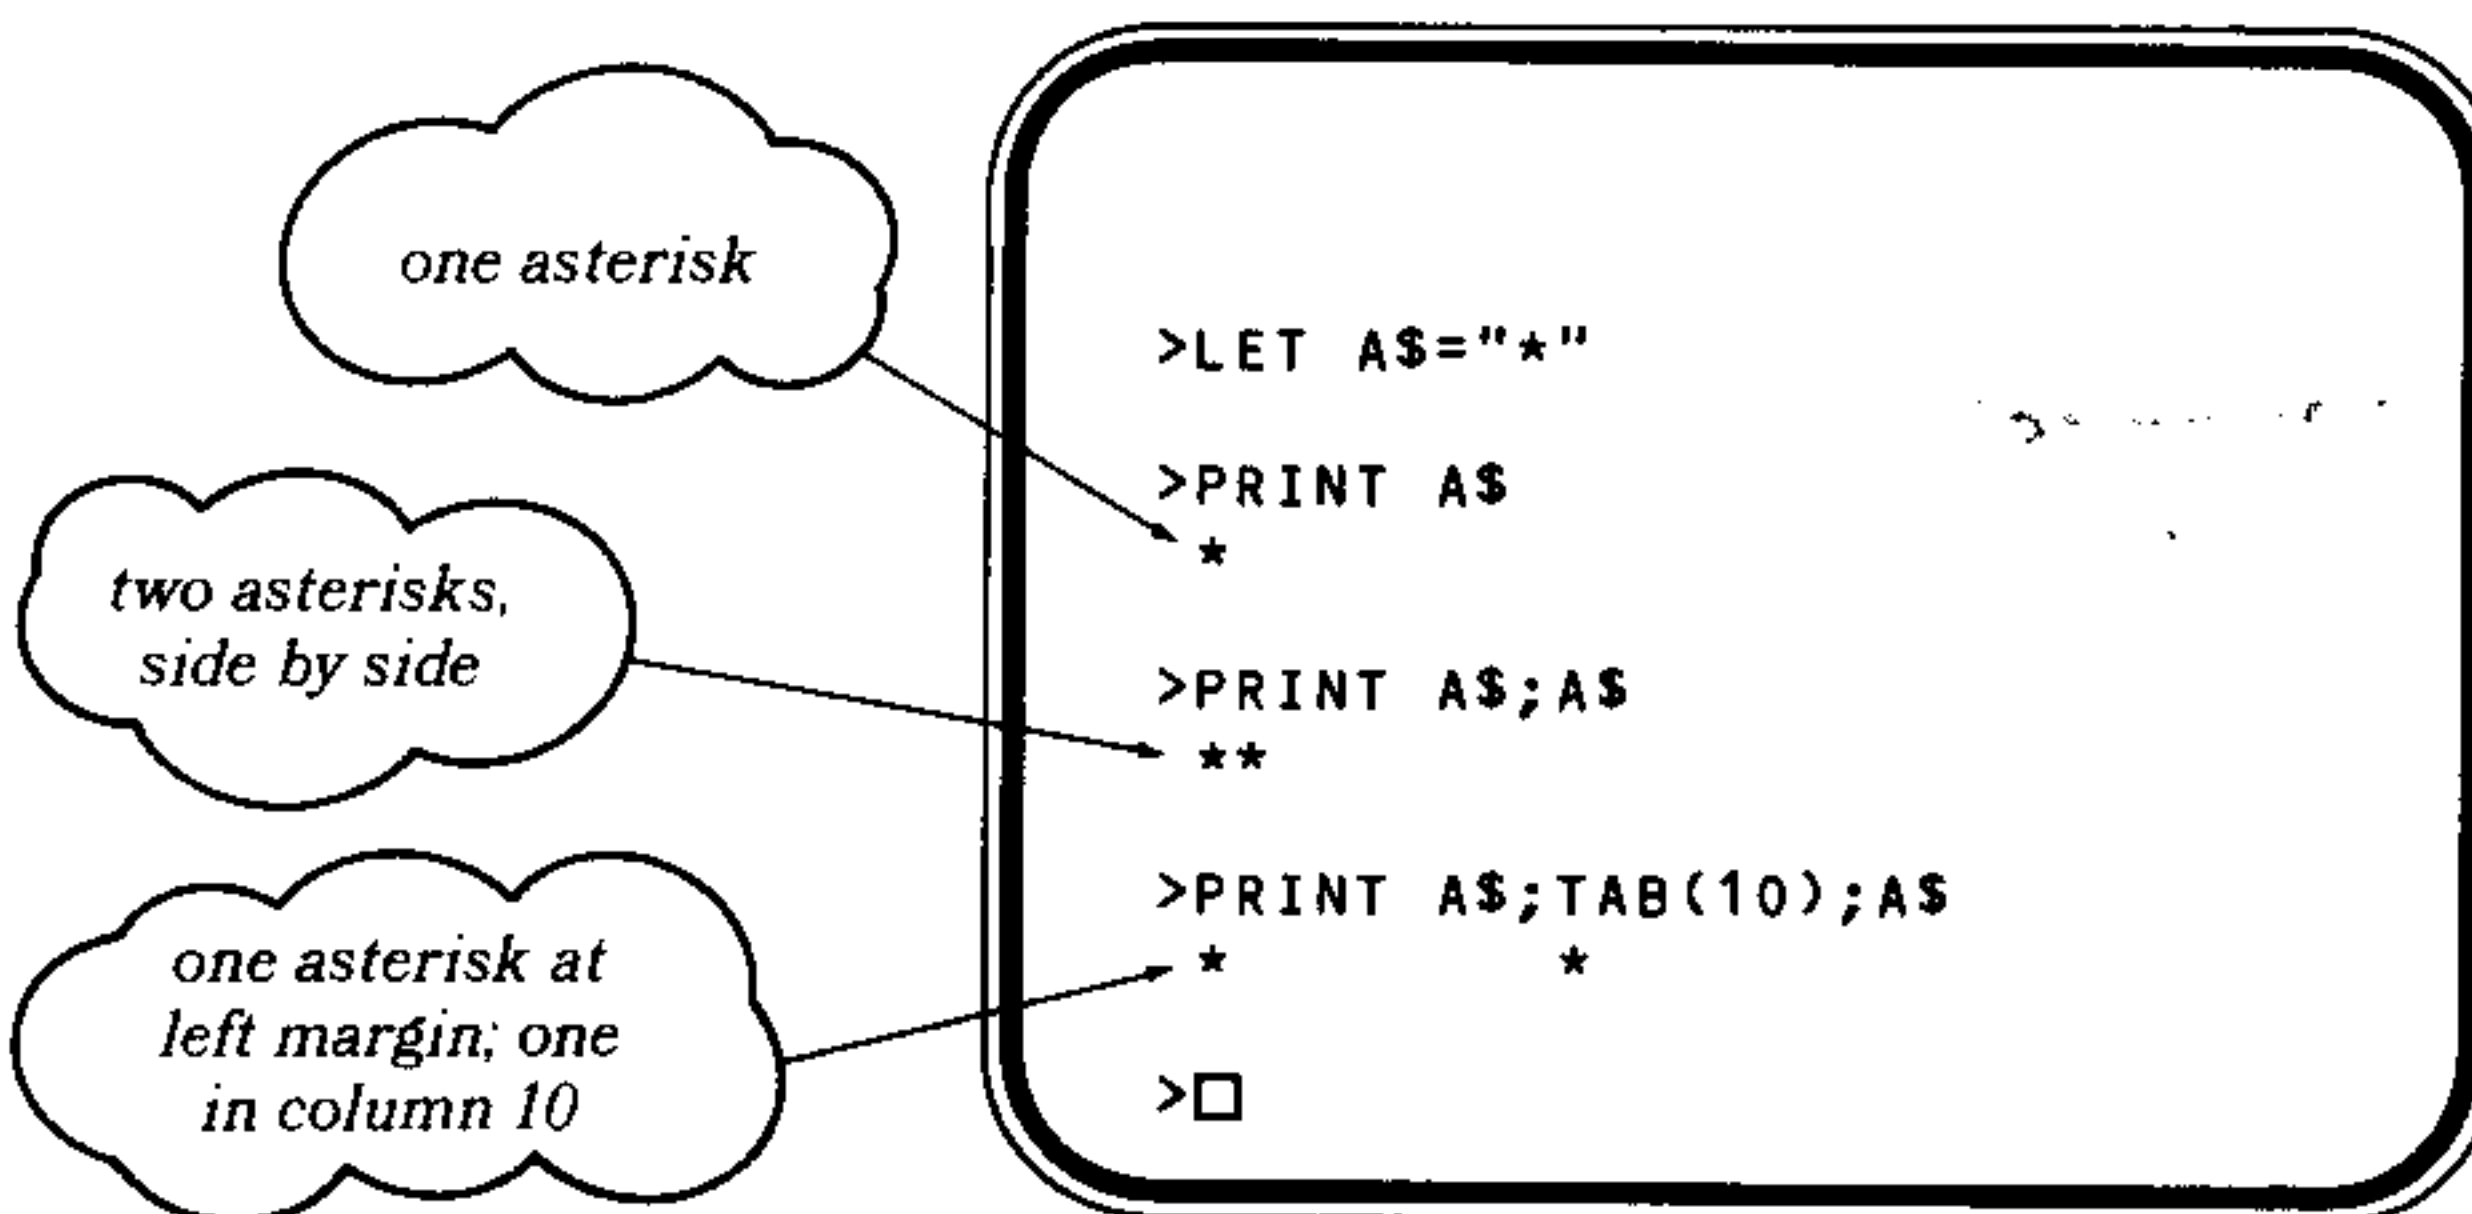 one asterisk
two asterisks,
side by side
one asterisk at
left margin; one
in column 10
>LET A$="*"
>PRINT A$
*
>PRINT A$;A$
**
>PRINT A$;TAB(10);A$
*        *
>□